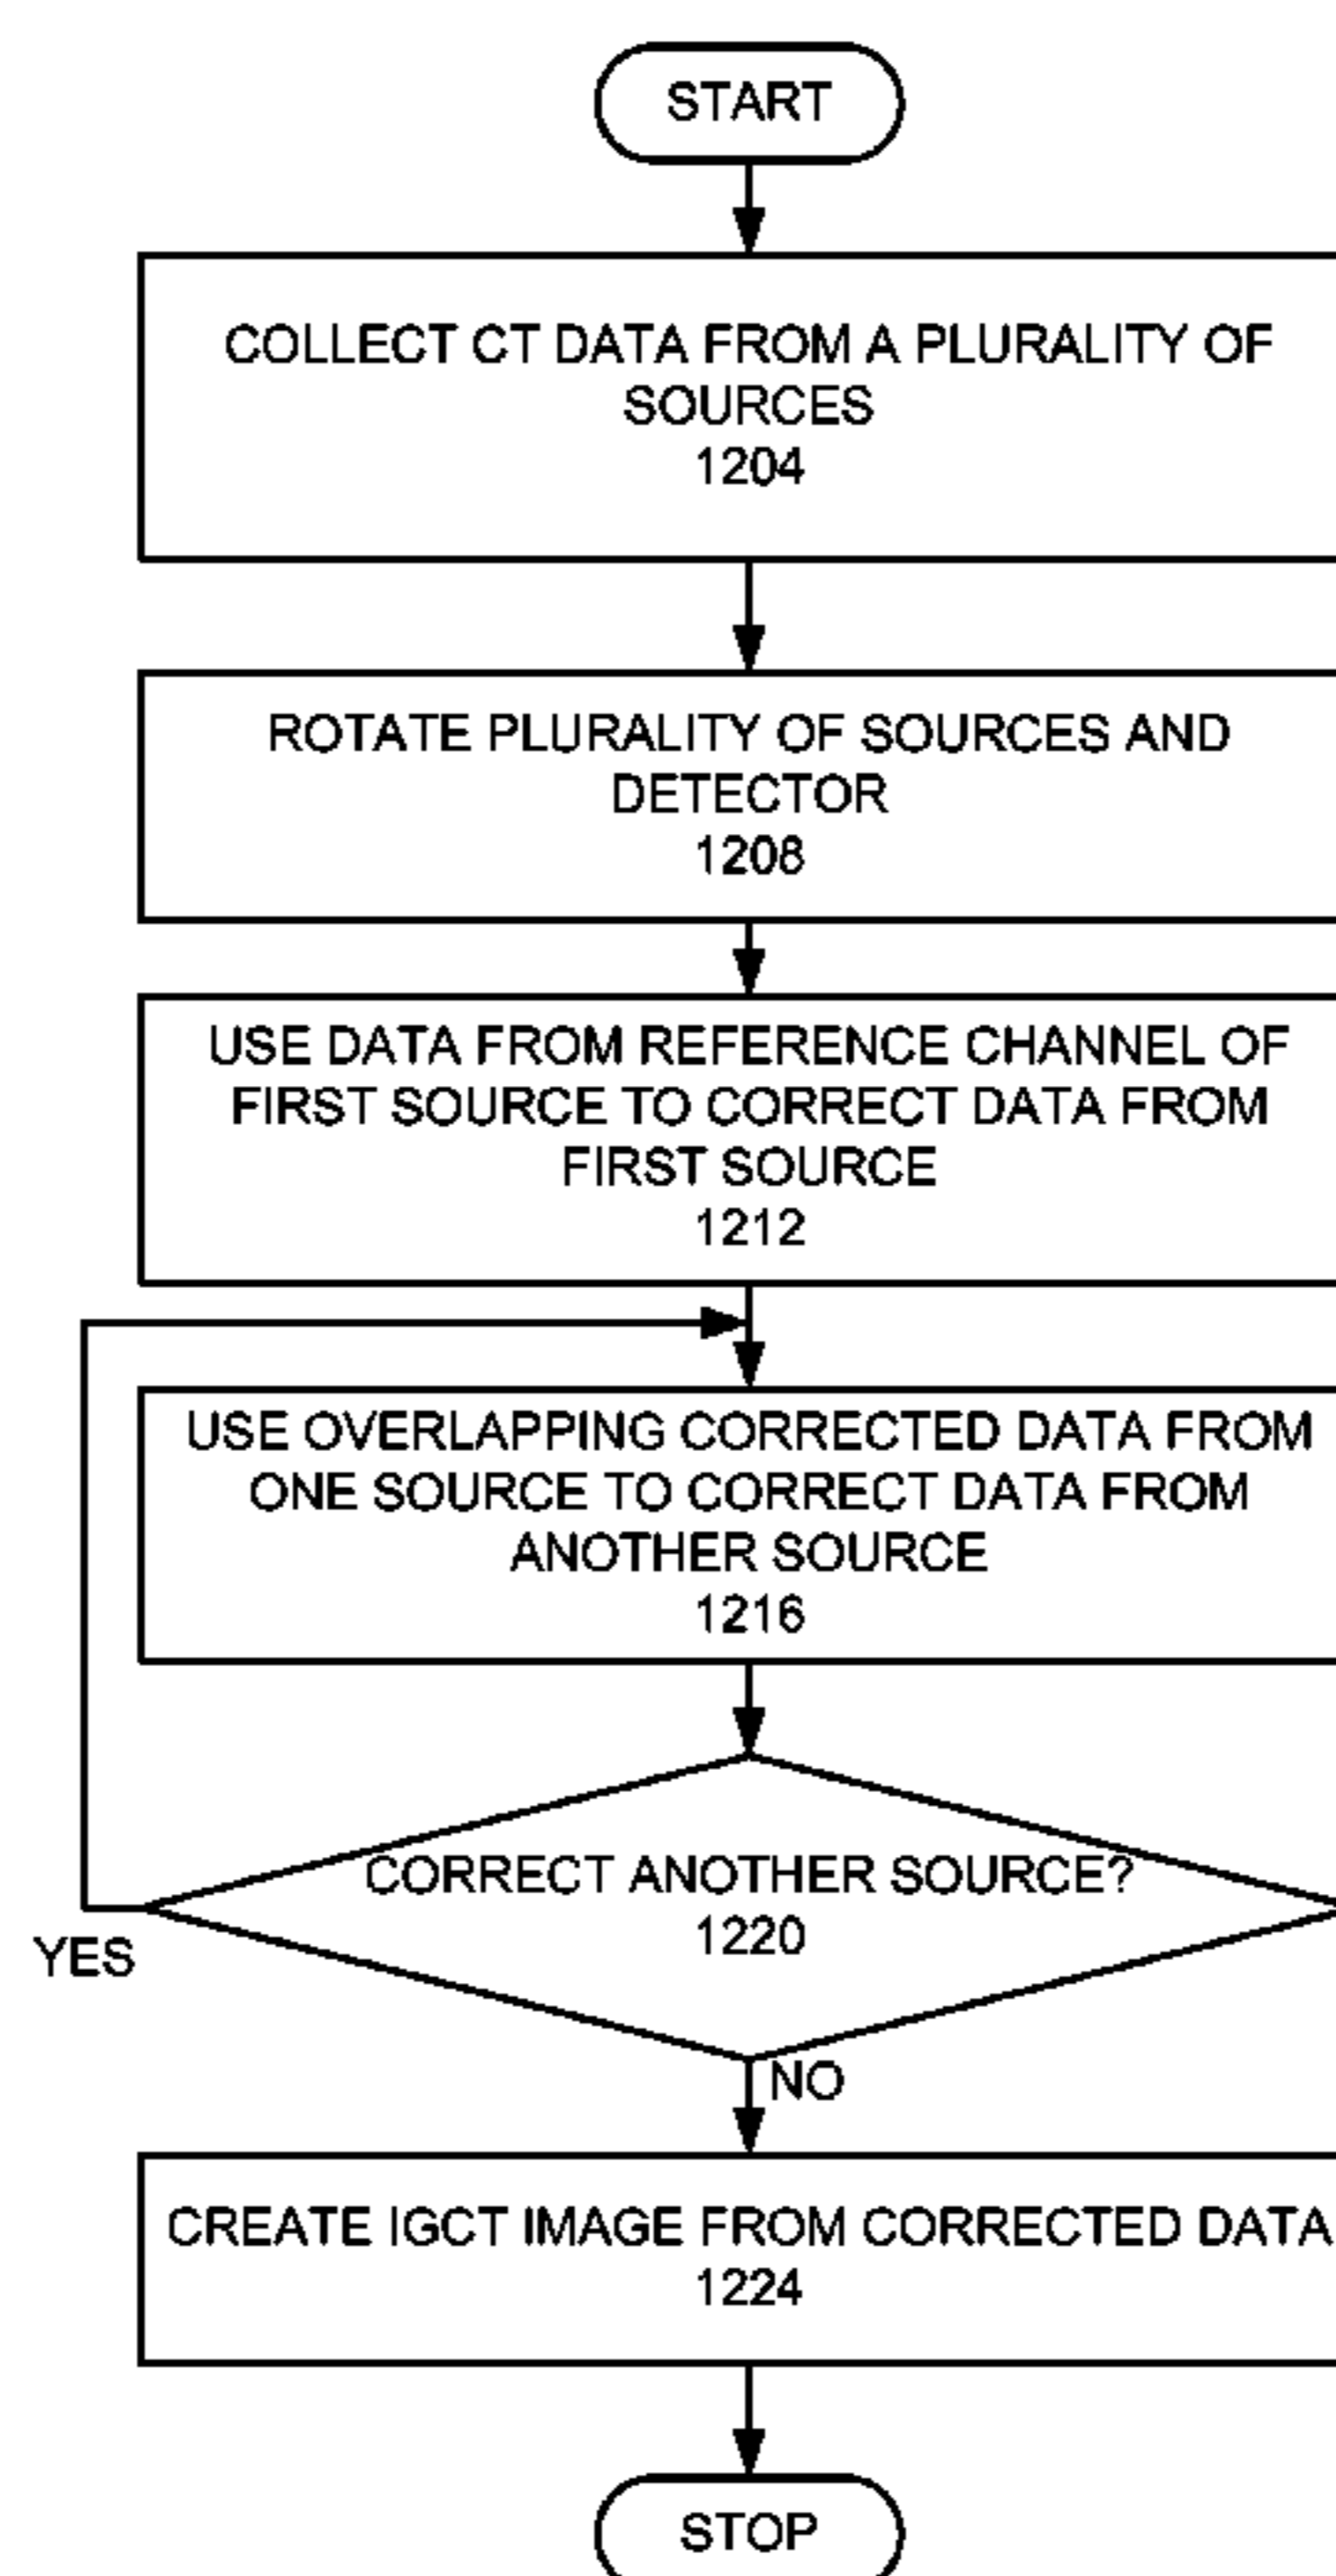 START
COLLECT CT DATA FROM A PLURALITY OF
SOURCES
1204
ROTATE PLURALITY OF SOURCES AND
DETECTOR
1208
USE DATA FROM REFERENCE CHANNEL OF
FIRST SOURCE TO CORRECT DATA FROM
FIRST SOURCE
1212
USE OVERLAPPING CORRECTED DATA FROM
ONE SOURCE TO CORRECT DATA FROM
ANOTHER SOURCE
1216
CORRECT ANOTHER SOURCE?
1220
YES
NO
CREATE IGCT IMAGE FROM CORRECTED DATA
1224
STOP